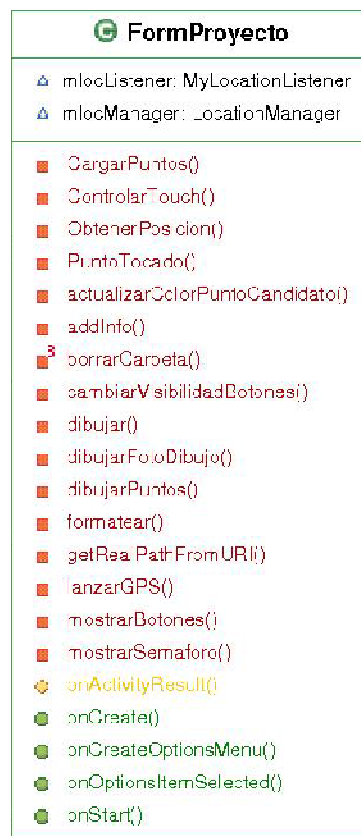 G FormProyecto
mlocListener: MyLocationListener
mlocManager: LocationManager
CargarPuntos()
ControlarTouch()
ObtenerPosicion()
PuntoTocado()
actualizarColorPuntoCandidato()
addInfo()
3 borrarCarpeta()
cambiarVisibilidadBotones()
dibujar()
dibujarFotoDibujo()
dibujarPuntos()
formatear()
getRealPathFromURI()
lanzarGPS()
mostrarBotones()
mostrarSemaforo()
onActivityResult()
onCreate()
onCreateOptionsMenu()
onOptionsItemSelected()
onStart()